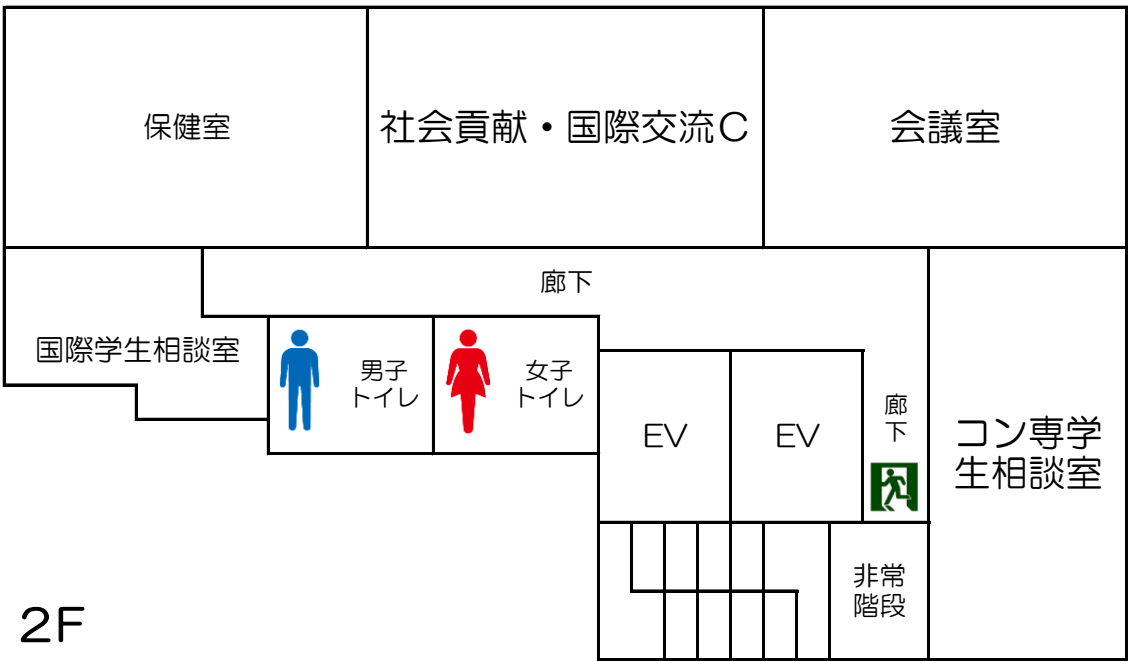 保健室
社会貢献・国際交流C
会議室
廊下
国際学生相談室
男子
トイレ
女子
トイレ
EV
EV
廊
下
コン専学
生相談室
非常
階段
2F